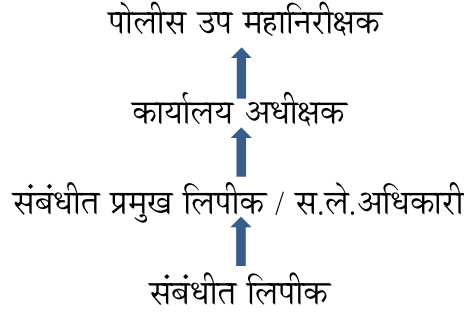 पोलीस उप महानिरीक्षक
कार्यालय अधीक्षक
संबंधीत प्रमुख लिपीक / स.ले.अधिकारी
संबंधीत लिपीक